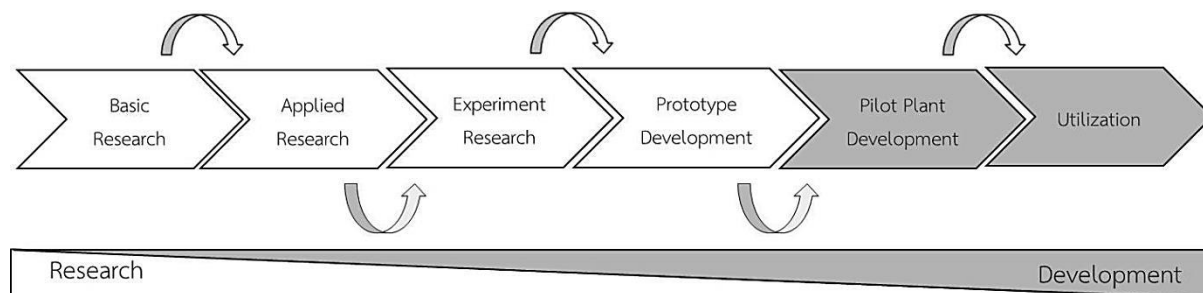 Basic
Research
Applied
Research
Experiment
Research
Prototype
Development
Pilot Plant
Development
Utilization
Research
Development